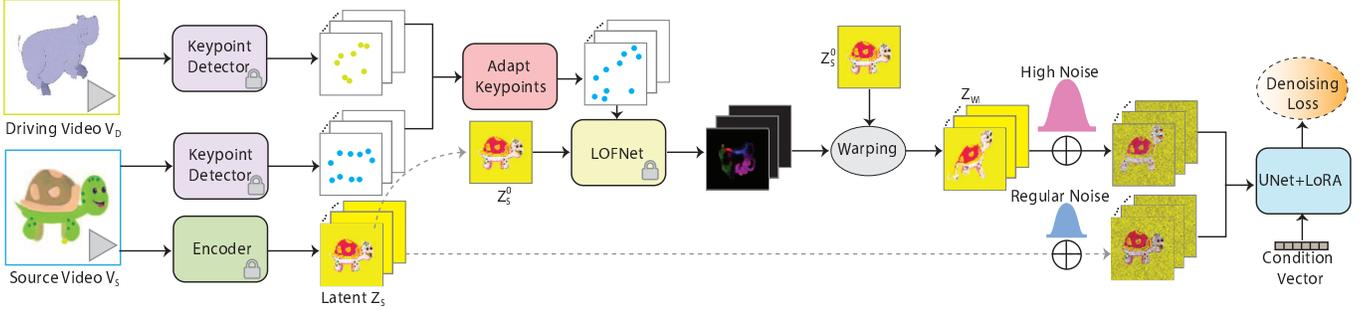 Driving Video V_D
Keypoint
Detector
Adapt
Keypoints
Source Video V_S
Keypoint
Detector
Encoder
Latent Z_S
Z_S^0
LOFNet
Z_S^0
Warping
Z_WI
High Noise
Regular Noise
Denoising
Loss
UNet+LoRA
Condition
Vector